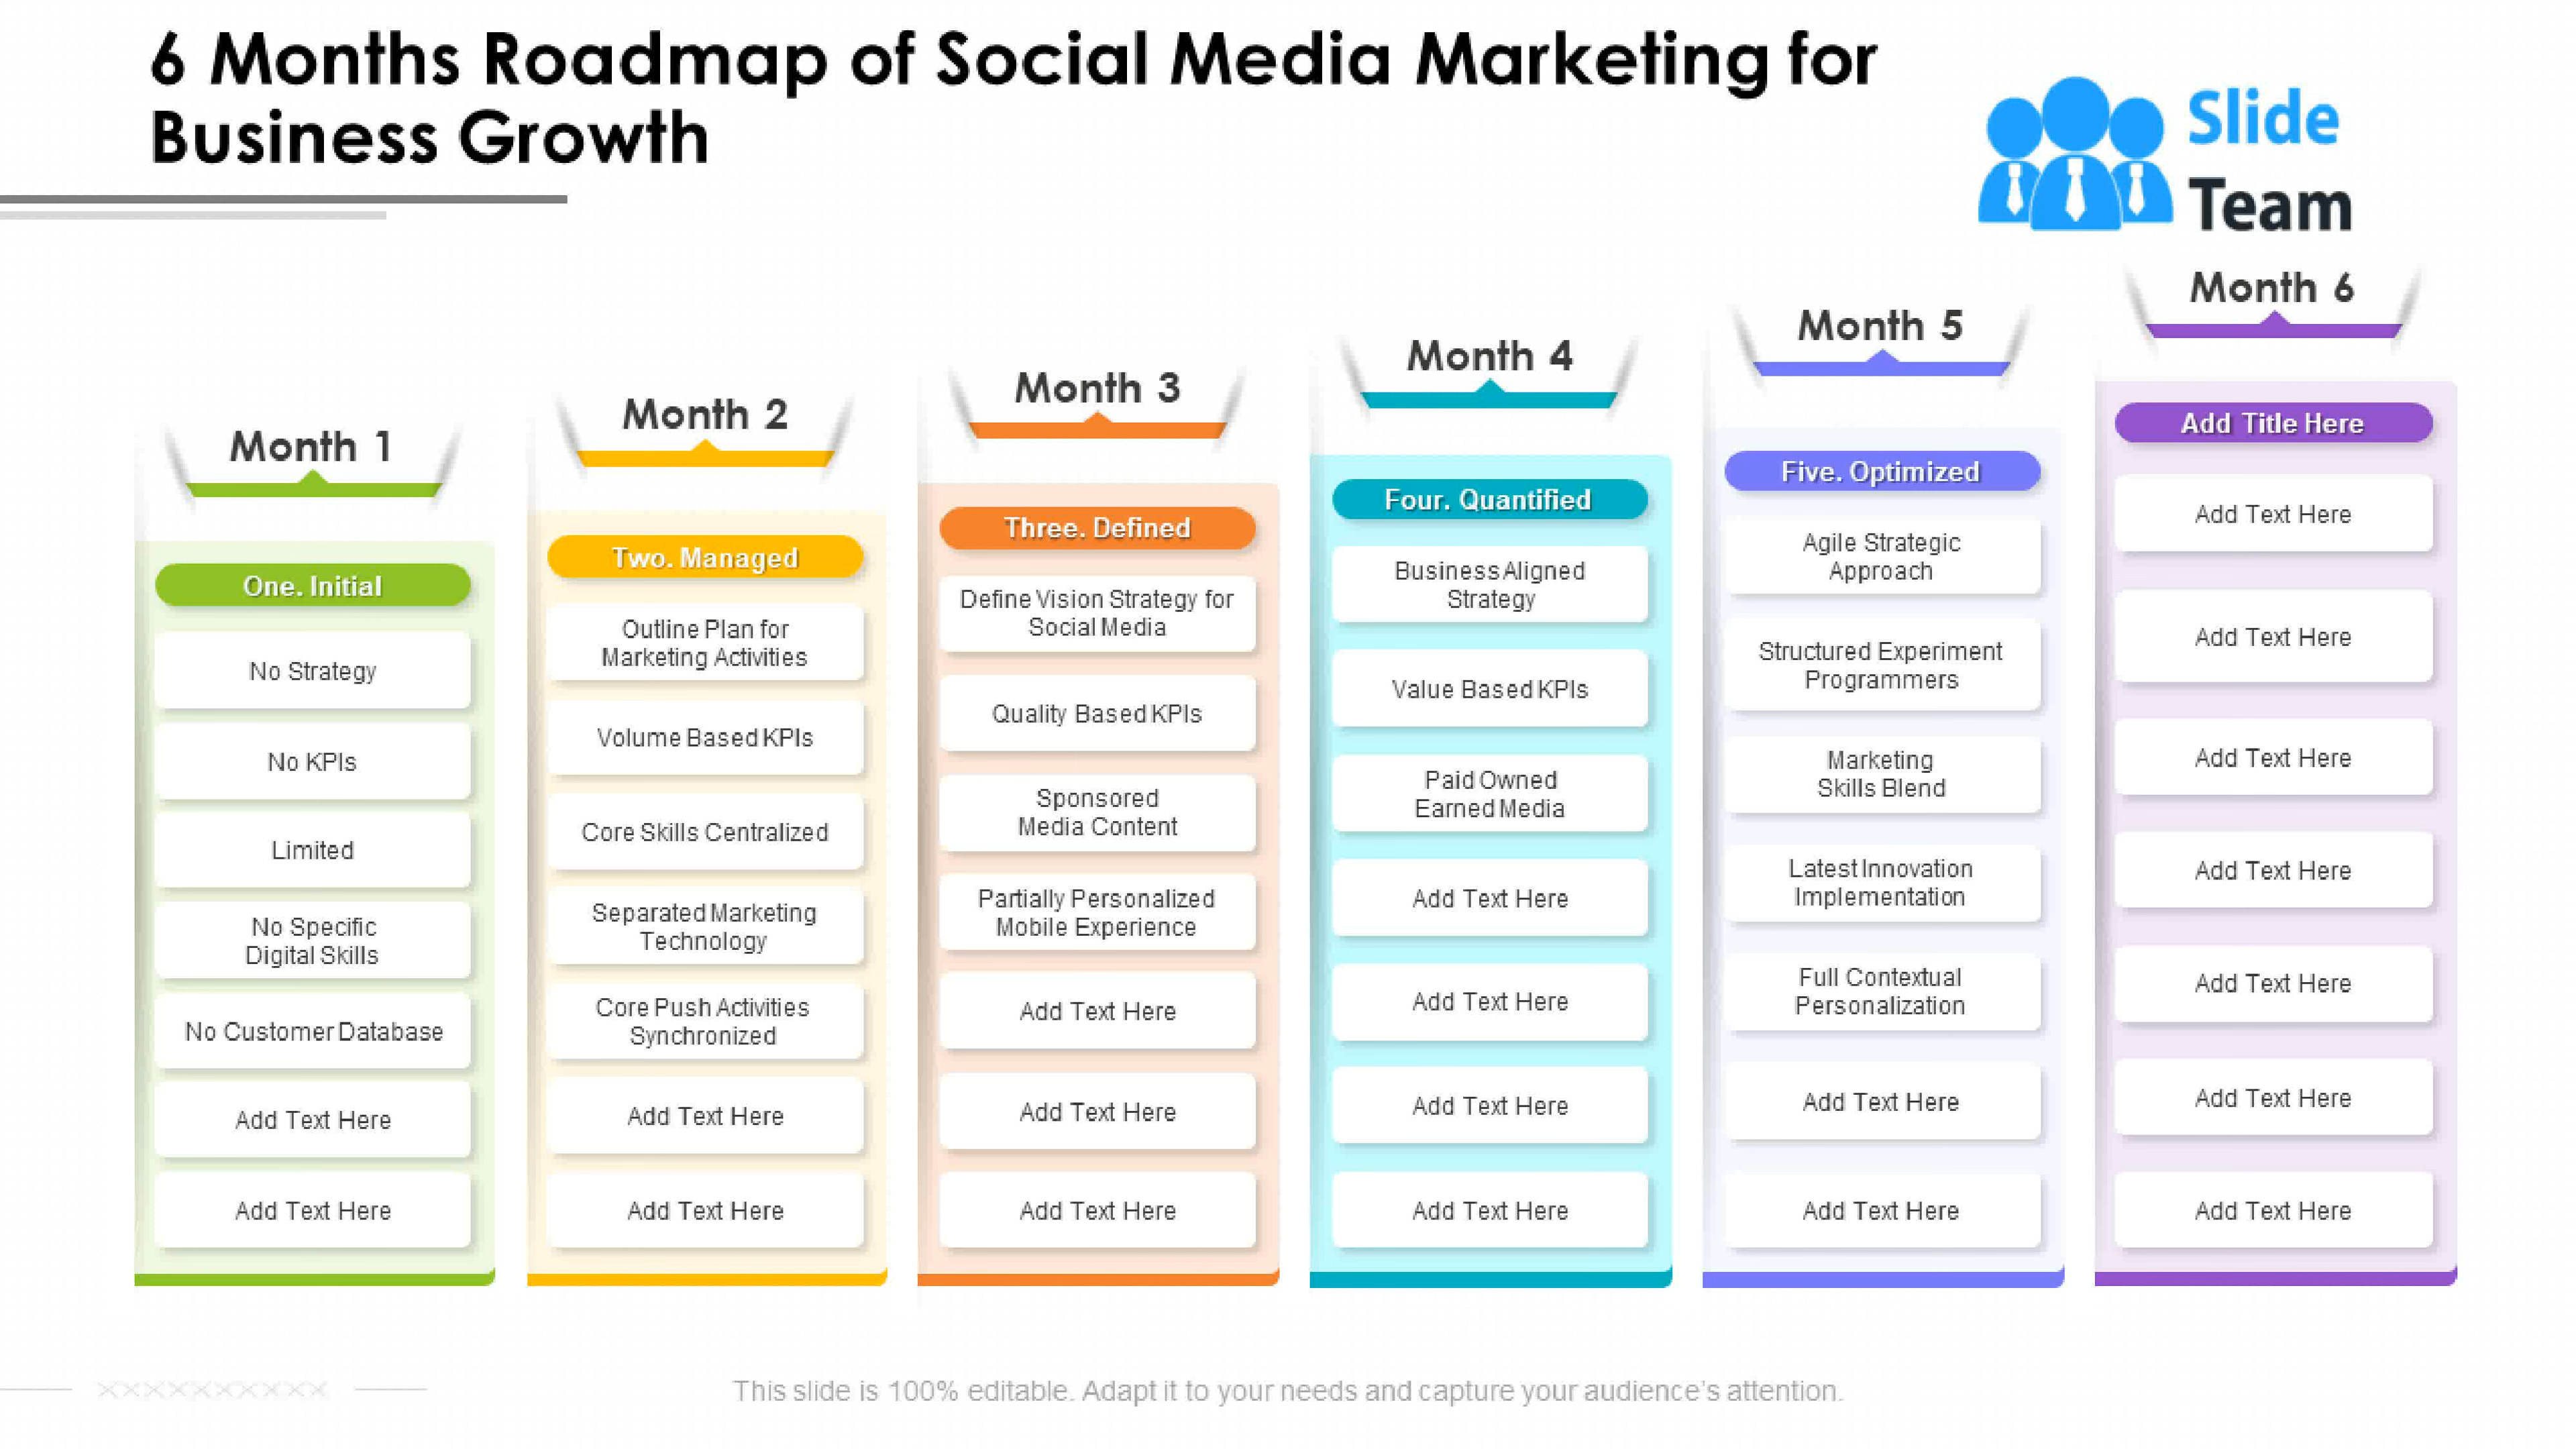 6 Months Roadmap of Social Media Marketing for
Business Growth
Slide
Team
Month 1
One. Initial
No Strategy
No KPIs
Limited
No Specific
Digital Skills
No Customer Database
Add Text Here
Add Text Here
Month 2
Two. Managed
Outline Plan for
Marketing Activities
Volume Based KPIs
Core Skills Centralized
Separated Marketing
Technology
Core Push Activities
Synchronized
Add Text Here
Add Text Here
Month 3
Three. Defined
Define Vision Strategy for
Social Media
Quality Based KPIs
Sponsored
Media Content
Partially Personalized
Mobile Experience
Add Text Here
Add Text Here
Add Text Here
Month 4
Four. Quantified
Business Aligned
Strategy
Value Based KPIs
Paid Owned
Earned Media
Add Text Here
Add Text Here
Add Text Here
Add Text Here
Month 5
Five. Optimized
Agile Strategic
Approach
Structured Experiment
Programmers
Marketing
Skills Blend
Latest Innovation
Implementation
Full Contextual
Personalization
Add Text Here
Add Text Here
Month 6
Add Title Here
Add Text Here
Add Text Here
Add Text Here
Add Text Here
Add Text Here
Add Text Here
Add Text Here
XXXXXXXXXX
This slide is 100% editable. Adapt it to your needs and capture your audience's attention.